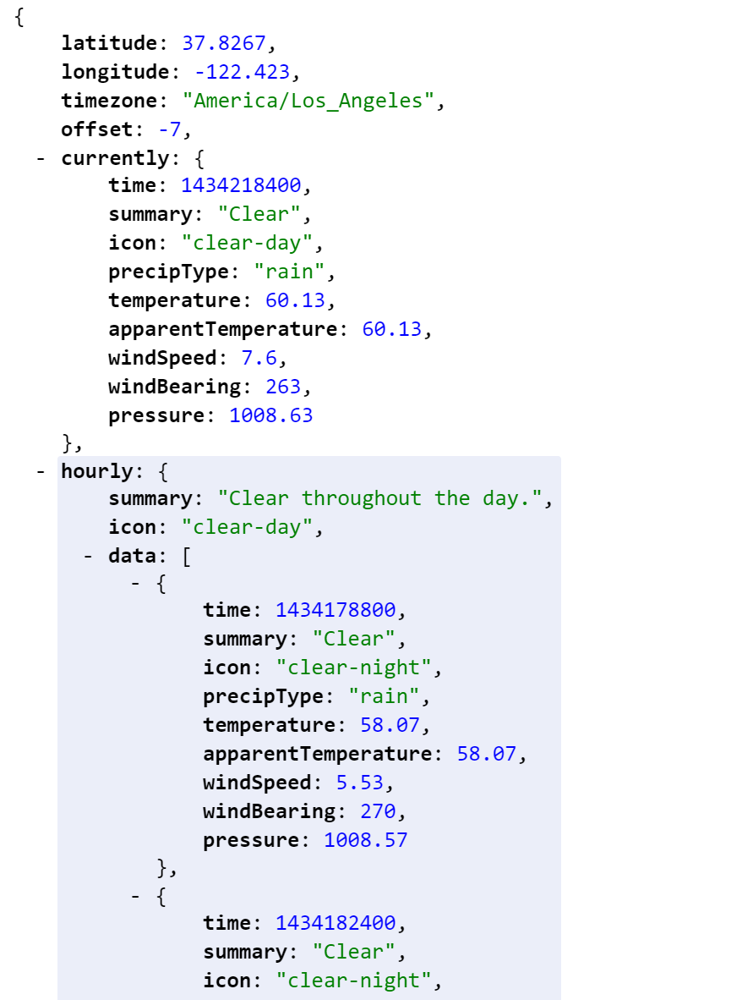 {
latitude: 37.8267,
longitude: -122.423,
timezone: "America/Los_Angeles",
offset: -7,
- currently: {
time: 1434218400,
summary: "Clear",
icon: "clear-day",
precipType: "rain",
temperature: 60.13,
apparentTemperature: 60.13,
windSpeed: 7.6,
windBearing: 263,
pressure: 1008.63
},
- hourly: {
summary: "Clear throughout the day.",
icon: "clear-day",
- data: [
- {
time: 1434178800,
summary: "Clear",
icon: "clear-night",
precipType: "rain",
temperature: 58.07,
apparentTemperature: 58.07,
windSpeed: 5.53,
windBearing: 270,
pressure: 1008.57
},
- {
time: 1434182400,
summary: "Clear",
icon: "clear-night",